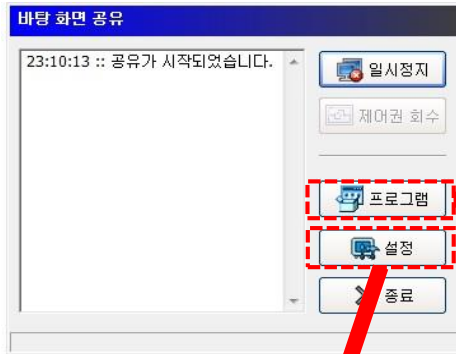 바탕 화면 공유
23:10:13 :: 공유가 시작되었습니다.
일시정지
제어권 회수
프로그램
설정
종료